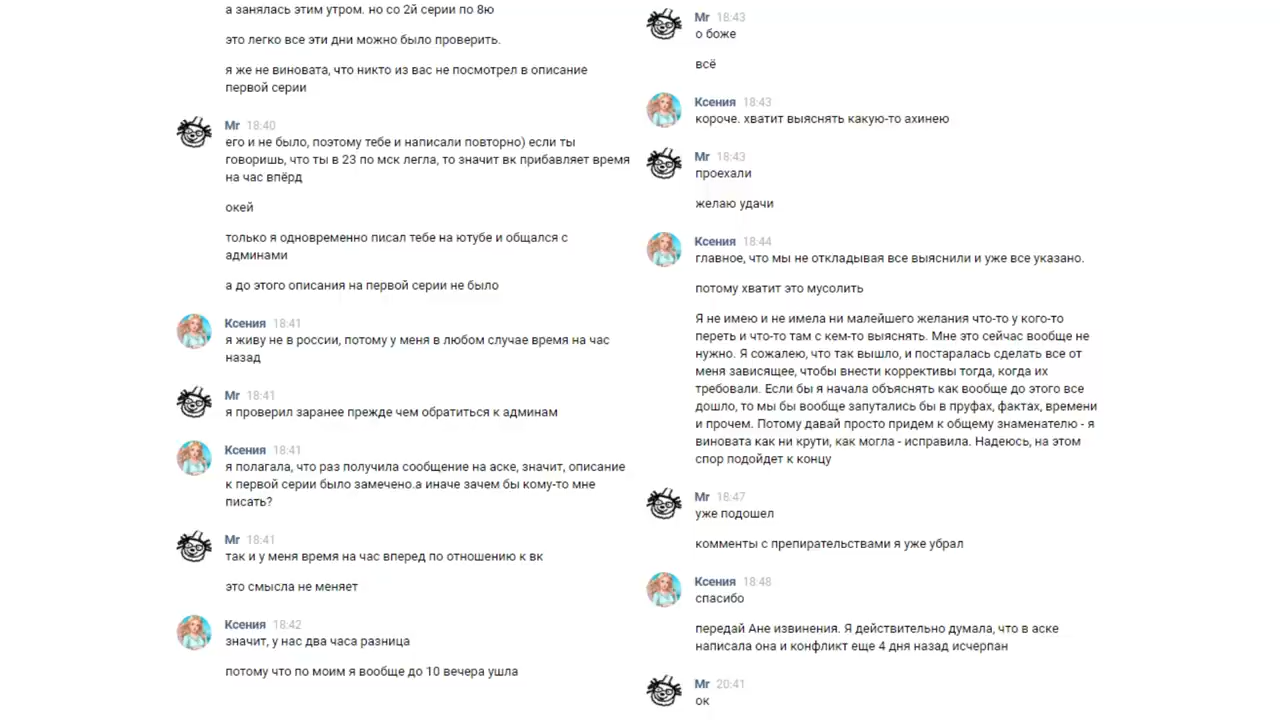 а занялась этим утром. но со 2й серии по 8ю
это легко все эти дни можно было проверить.
я же не виновата, что никто из вас не посмотрел в описание
первой серии
Mr 18:40
его и не было, поэтому тебе и написали повторно) если ты
говоришь, что ты в 23 по мск легла, то значит вк прибавляет время
на час впёрд
окей
только я одновременно писал тебе на ютубе и общался с
админами
а до этого описания на первой серии не было
Ксения 18:41
я живу не в россии, потому у меня в любом случае время на час
назад
Mr 18:41
я проверил заранее прежде чем обратиться к админам
Ксения 18:41
я полагала, что раз получила сообщение на аске, значит, описание
к первой серии было замечено.а иначе зачем бы кому-то мне
писать?
Mr 18:41
так и у меня время на час вперед по отношению к вк
это смысла не меняет
Ксения 18:42
значит, у нас два часа разница
потому что по моим я вообще до 10 вечера ушла
Mr 18:43
о боже
всё
Ксения 18:43
короче. хватит выяснять какую-то ахинею
Mr 18:43
проехали
желаю удачи
Ксения 18:44
главное, что мы не откладывая все выяснили и уже все указано.
потому хватит это мусолить
Я не имею и не имела ни малейшего желания что-то у кого-то
переть и что-то там с кем-то выяснять. Мне это сейчас вообще не
нужно. Я сожалею, что так вышло, и постаралась сделать все от
меня зависящее, чтобы внести коррективы тогда, когда их
требовали. Если бы я начала объяснять как вообще до этого все
дошло, то мы бы вообще запутались бы в пруфах, фактах, времени
и прочем. Потому давай просто придем к общему знаменателю - я
виновата как ни крути, как могла - исправила. Надеюсь, на этом
спор подойдет к концу
Mr 18:47
уже подошел
комменты с препирательствами я уже убрал
Ксения 18:48
спасибо
передай Ане извинения. Я действительно думала, что в аске
написала она и конфликт еще 4 дня назад исчерпан
Mr 20:41
ок